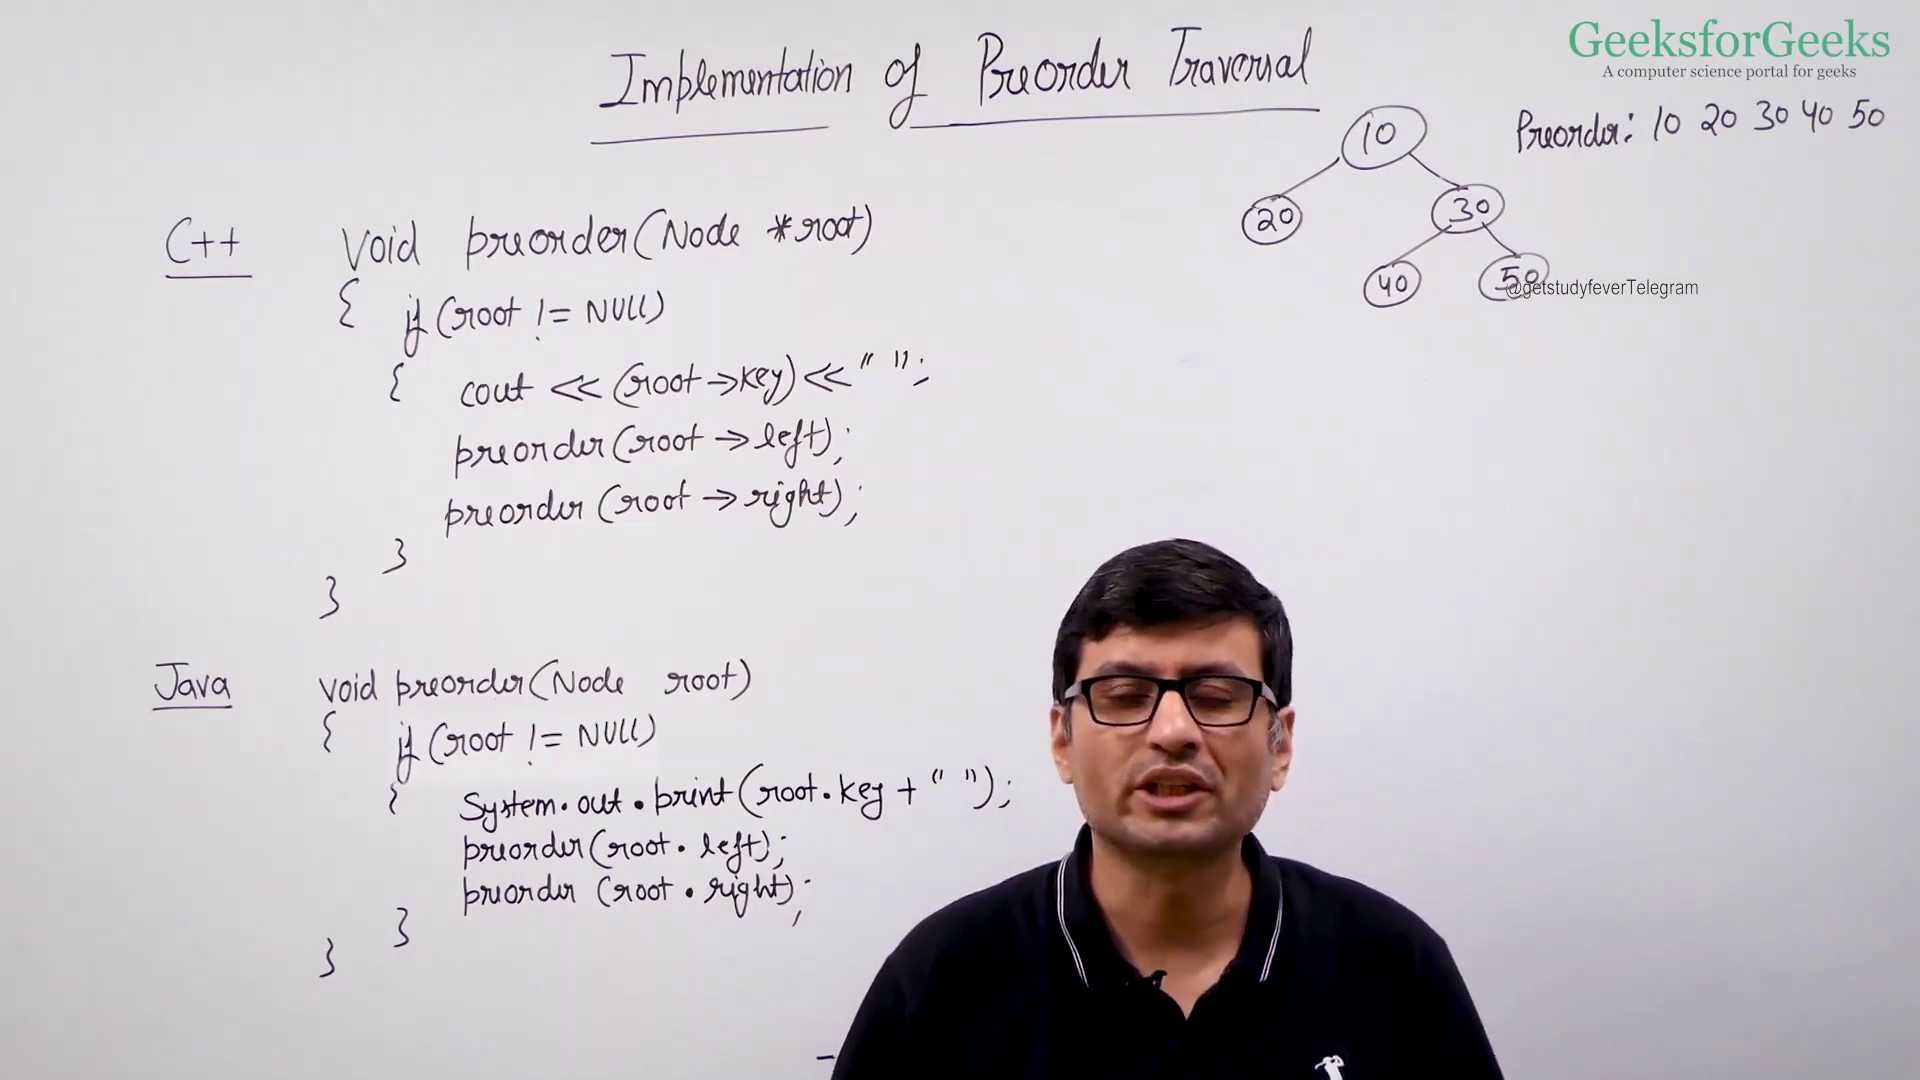 Implementation of Preorder Traversal
GeeksforGeeks
A computer science portal for geeks
Preorder: 10 20 30 40 50
10
20 30
40 50
@getstudyfeverTelegram
C++ void preorder(Node *root)
{ if (root != NULL)
{ cout << (root→key) << " ";
preorder(root → left);
preorder (root → right);
}
}
Java void preorder(Node root)
{ if (root != NULL)
{ System.out.print(root.key + " ");
preorder(root.left);
preorder (root.right);
}
}